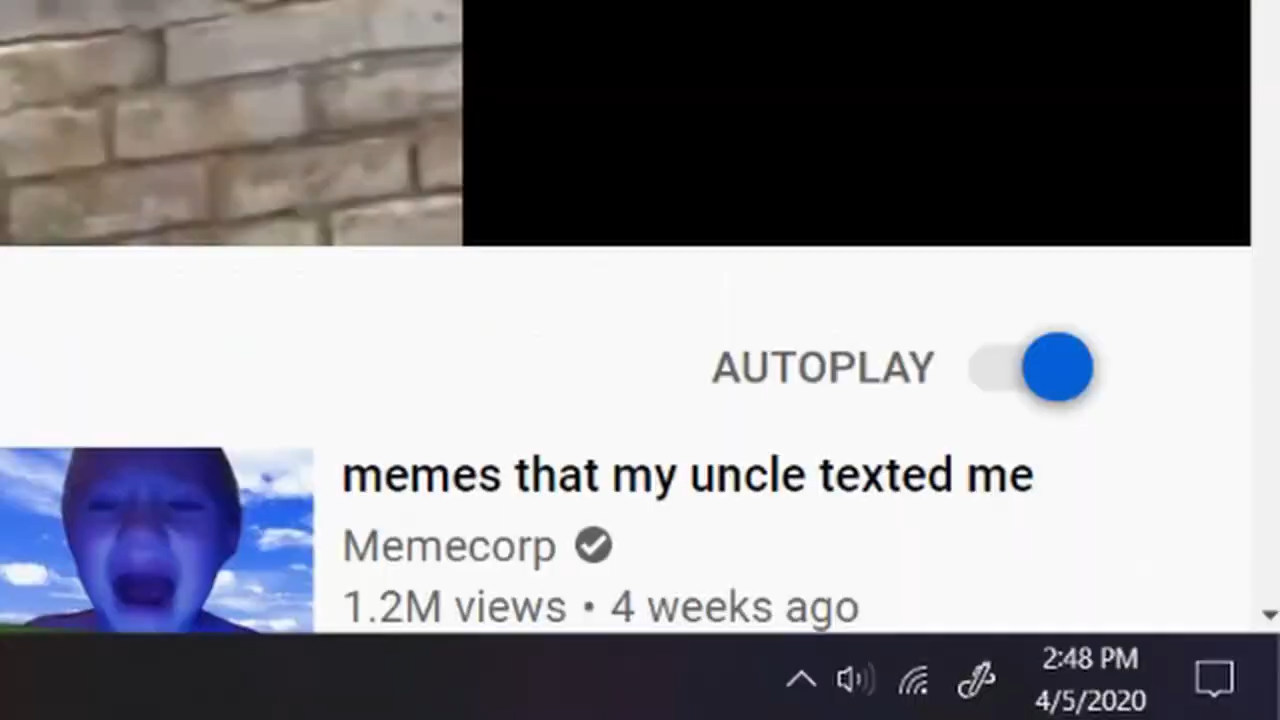 AUTOPLAY
memes that my uncle texted me
Memecorp
1.2M views • 4 weeks ago
2:48 PM
4/5/2020